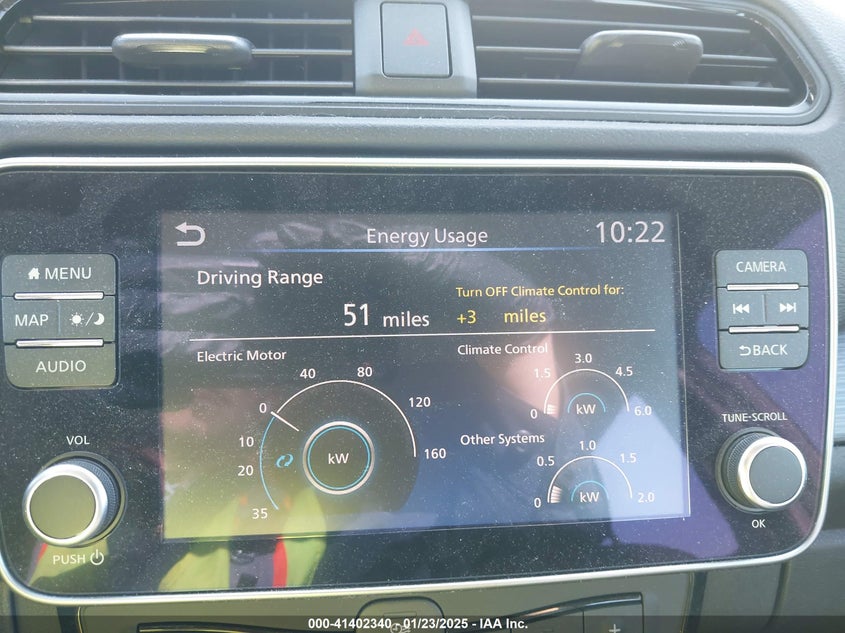 Energy Usage 10:22
MENU
MAP
AUDIO
VOL
PUSH
Driving Range
51 miles
Turn OFF Climate Control for:
+3 miles
Electric Motor
0 40 80 120 160
10
20
35
kW
Climate Control
0 1.5 3.0 4.5 6.0
kW
Other Systems
0 0.5 1.0 1.5 2.0
kW
CAMERA
BACK
TUNE-SCROLL
OK
000-41402340 - 01/23/2025 - IAA Inc.
+